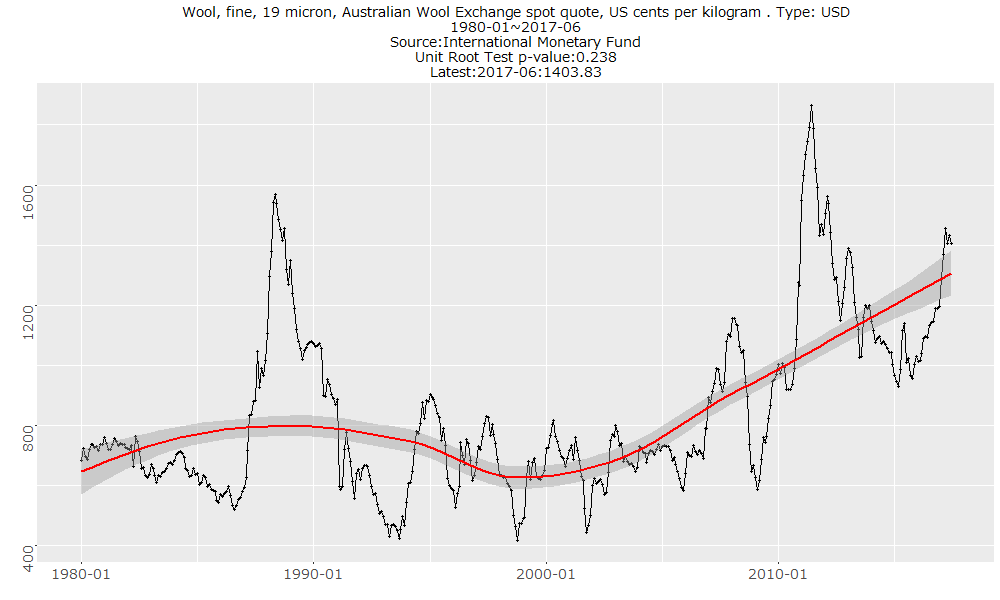 Wool, fine, 19 micron, Australian Wool Exchange spot quote, US cents per kilogram . Type: USD
1980-01~2017-06
Source:International Monetary Fund
Unit Root Test p-value:0.238
Latest:2017-06:1403.83
1600
1200
800
400
1980-01
1990-01
2000-01
2010-01